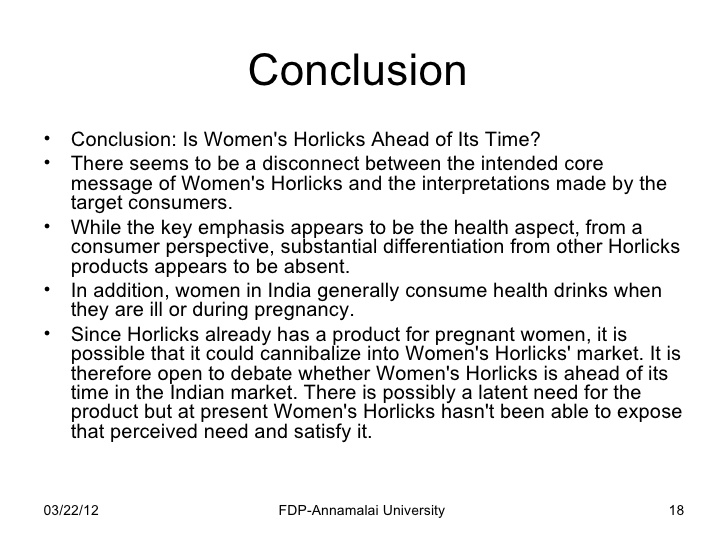 Conclusion
• Conclusion: Is Women's Horlicks Ahead of Its Time?
• There seems to be a disconnect between the intended core
message of Women's Horlicks and the interpretations made by the
target consumers.
• While the key emphasis appears to be the health aspect, from a
consumer perspective, substantial differentiation from other Horlicks
products appears to be absent.
• In addition, women in India generally consume health drinks when
they are ill or during pregnancy.
• Since Horlicks already has a product for pregnant women, it is
possible that it could cannibalize into Women's Horlicks' market. It is
therefore open to debate whether Women's Horlicks is ahead of its
time in the Indian market. There is possibly a latent need for the
product but at present Women's Horlicks hasn't been able to expose
that perceived need and satisfy it.
03/22/12 FDP-Annamalai University 18